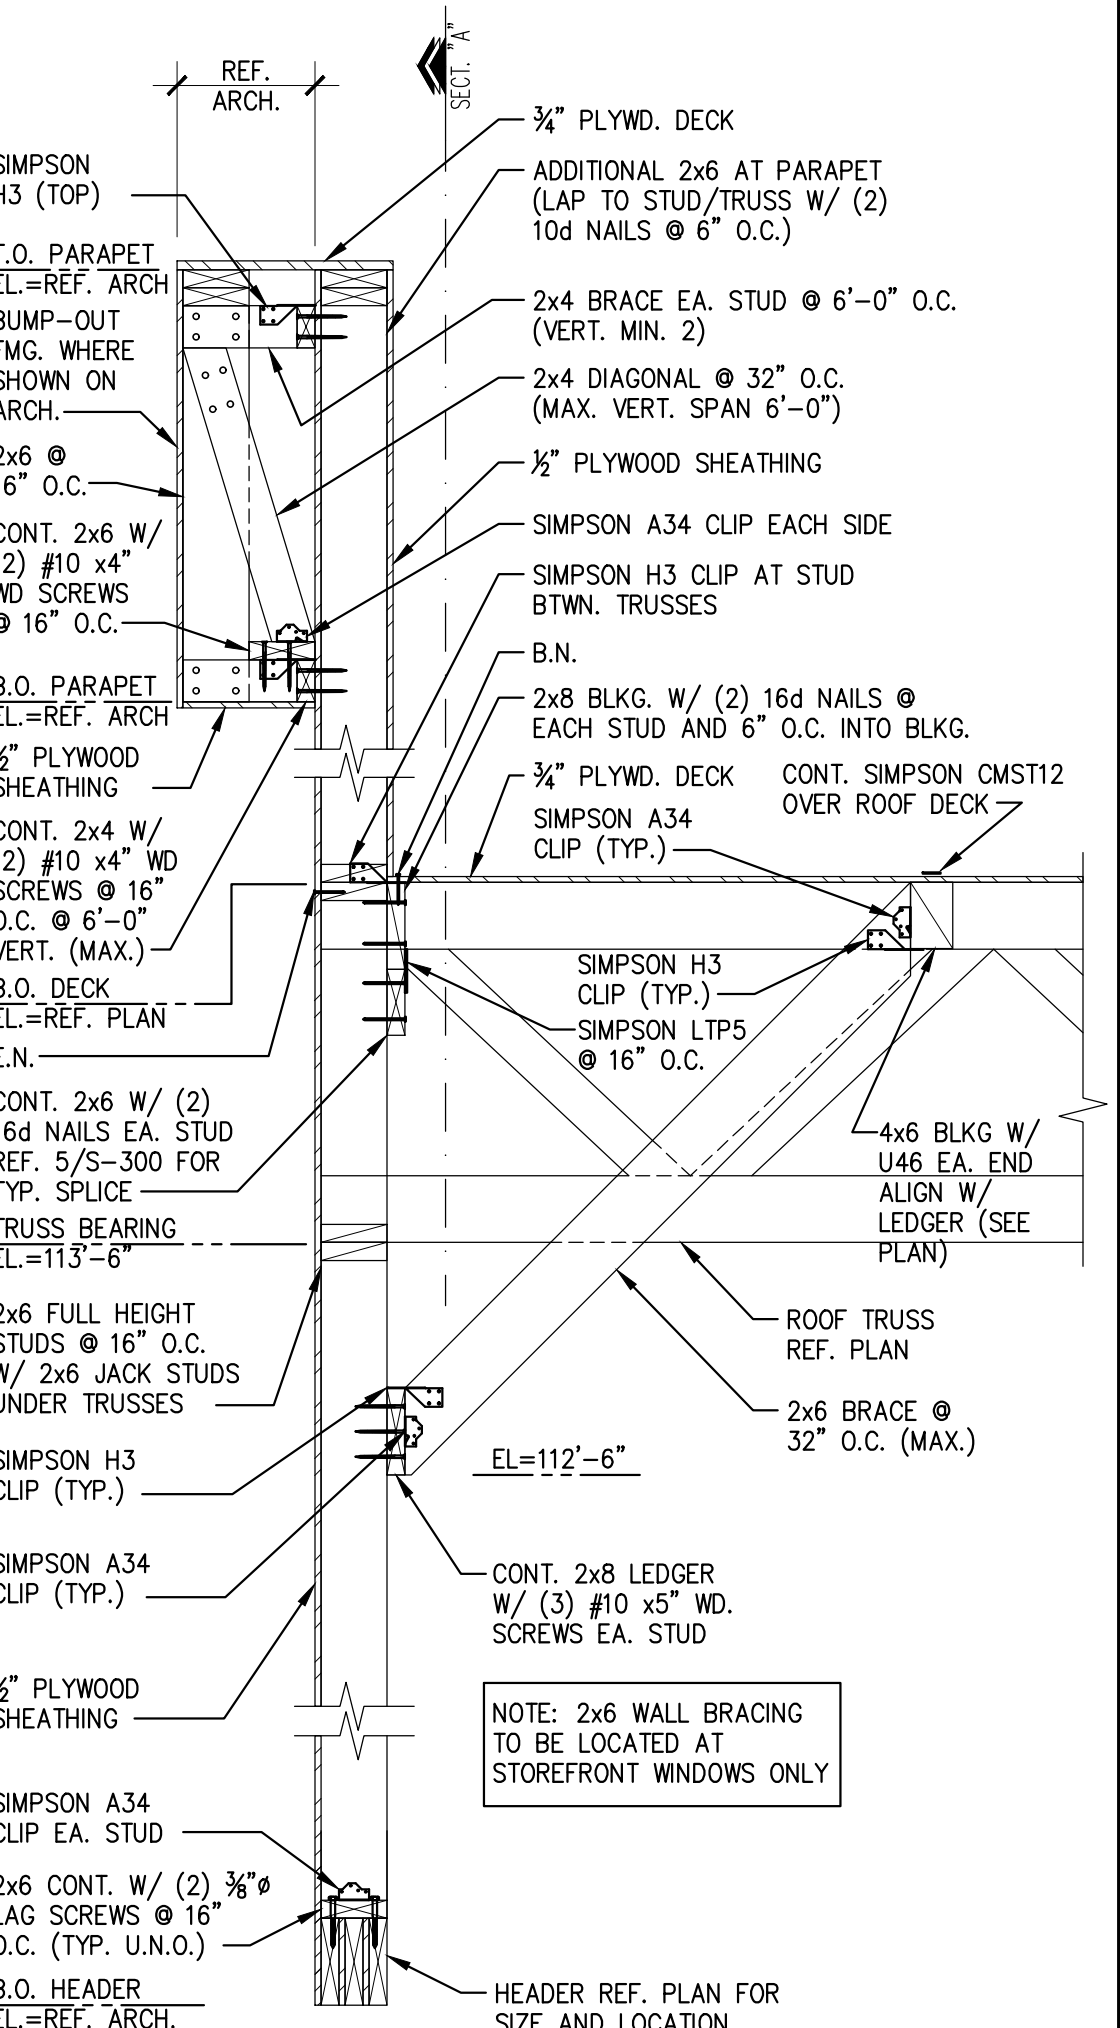 SECT. "A"
REF.
ARCH.
SIMPSON
H3 (TOP)
T.O. PARAPET
EL.=REF. ARCH
BUMP-OUT
FMG. WHERE
SHOWN ON
ARCH.
2x6 @
6" O.C.
CONT. 2x6 W/
2) #10 x4"
WD SCREWS
@ 16" O.C.
B.O. PARAPET
EL.=REF. ARCH
½" PLYWOOD
SHEATHING
CONT. 2x4 W/
2) #10 x4" WD
SCREWS @ 16"
O.C. @ 6'-0"
VERT. (MAX.)
B.O. DECK
EL.=REF. PLAN
E.N.
CONT. 2x6 W/ (2)
6d NAILS EA. STUD
REF. 5/S-300 FOR
TYP. SPLICE
TRUSS BEARING
EL.=113'-6"
2x6 FULL HEIGHT
STUDS @ 16" O.C.
W/ 2x6 JACK STUDS
UNDER TRUSSES
SIMPSON H3
CLIP (TYP.)
SIMPSON A34
CLIP (TYP.)
½" PLYWOOD
SHEATHING
SIMPSON A34
CLIP EA. STUD
2x6 CONT. W/ (2) ⅜"ø
LAG SCREWS @ 16"
O.C. (TYP. U.N.O.)
B.O. HEADER
EL.=REF. ARCH.
¾" PLYWD. DECK
ADDITIONAL 2x6 AT PARAPET
(LAP TO STUD/TRUSS W/ (2)
10d NAILS @ 6" O.C.)
2x4 BRACE EA. STUD @ 6'-0" O.C.
(VERT. MIN. 2)
2x4 DIAGONAL @ 32" O.C.
(MAX. VERT. SPAN 6'-0")
½" PLYWOOD SHEATHING
SIMPSON A34 CLIP EACH SIDE
SIMPSON H3 CLIP AT STUD
BTWN. TRUSSES
B.N.
2x8 BLKG. W/ (2) 16d NAILS @
EACH STUD AND 6" O.C. INTO BLKG.
¾" PLYWD. DECK
CONT. SIMPSON CMST12
OVER ROOF DECK
SIMPSON A34
CLIP (TYP.)
SIMPSON H3
CLIP (TYP.)
SIMPSON LTP5
@ 16" O.C.
4x6 BLKG W/
U46 EA. END
ALIGN W/
LEDGER (SEE
PLAN)
ROOF TRUSS
REF. PLAN
2x6 BRACE @
32" O.C. (MAX.)
EL=112'-6"
CONT. 2x8 LEDGER
W/ (3) #10 x5" WD.
SCREWS EA. STUD
NOTE: 2x6 WALL BRACING
TO BE LOCATED AT
STOREFRONT WINDOWS ONLY
HEADER REF. PLAN FOR
SIZE AND LOCATION